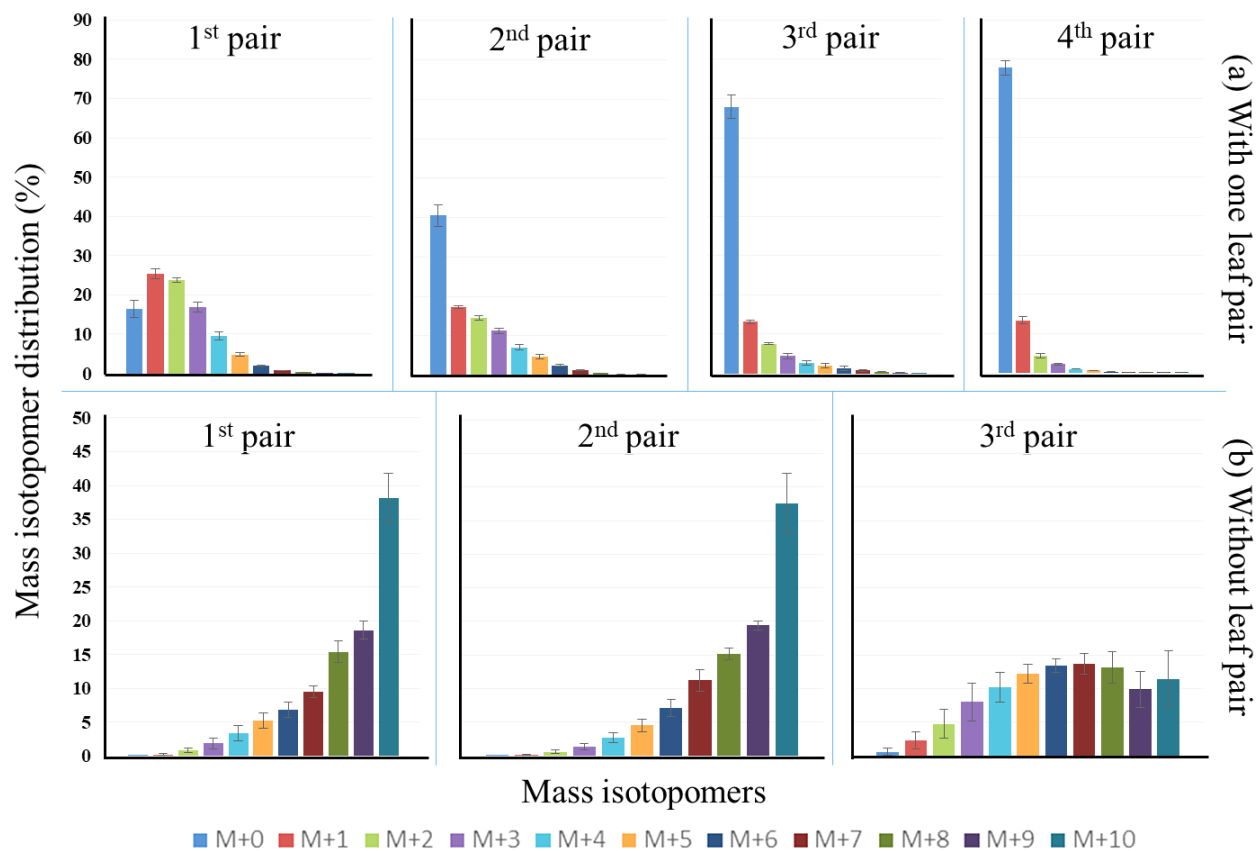 Mass isotopomer distribution (%)
90
80
70
60
50
40
30
20
10
0
1st pair
2nd pair
3rd pair
4th pair
(a) With one leaf pair
50
45
40
35
30
25
20
15
10
5
0
1st pair
2nd pair
3rd pair
(b) Without leaf pair
Mass isotopomers
M+0 M+1 M+2 M+3 M+4 M+5 M+6 M+7 M+8 M+9 M+10